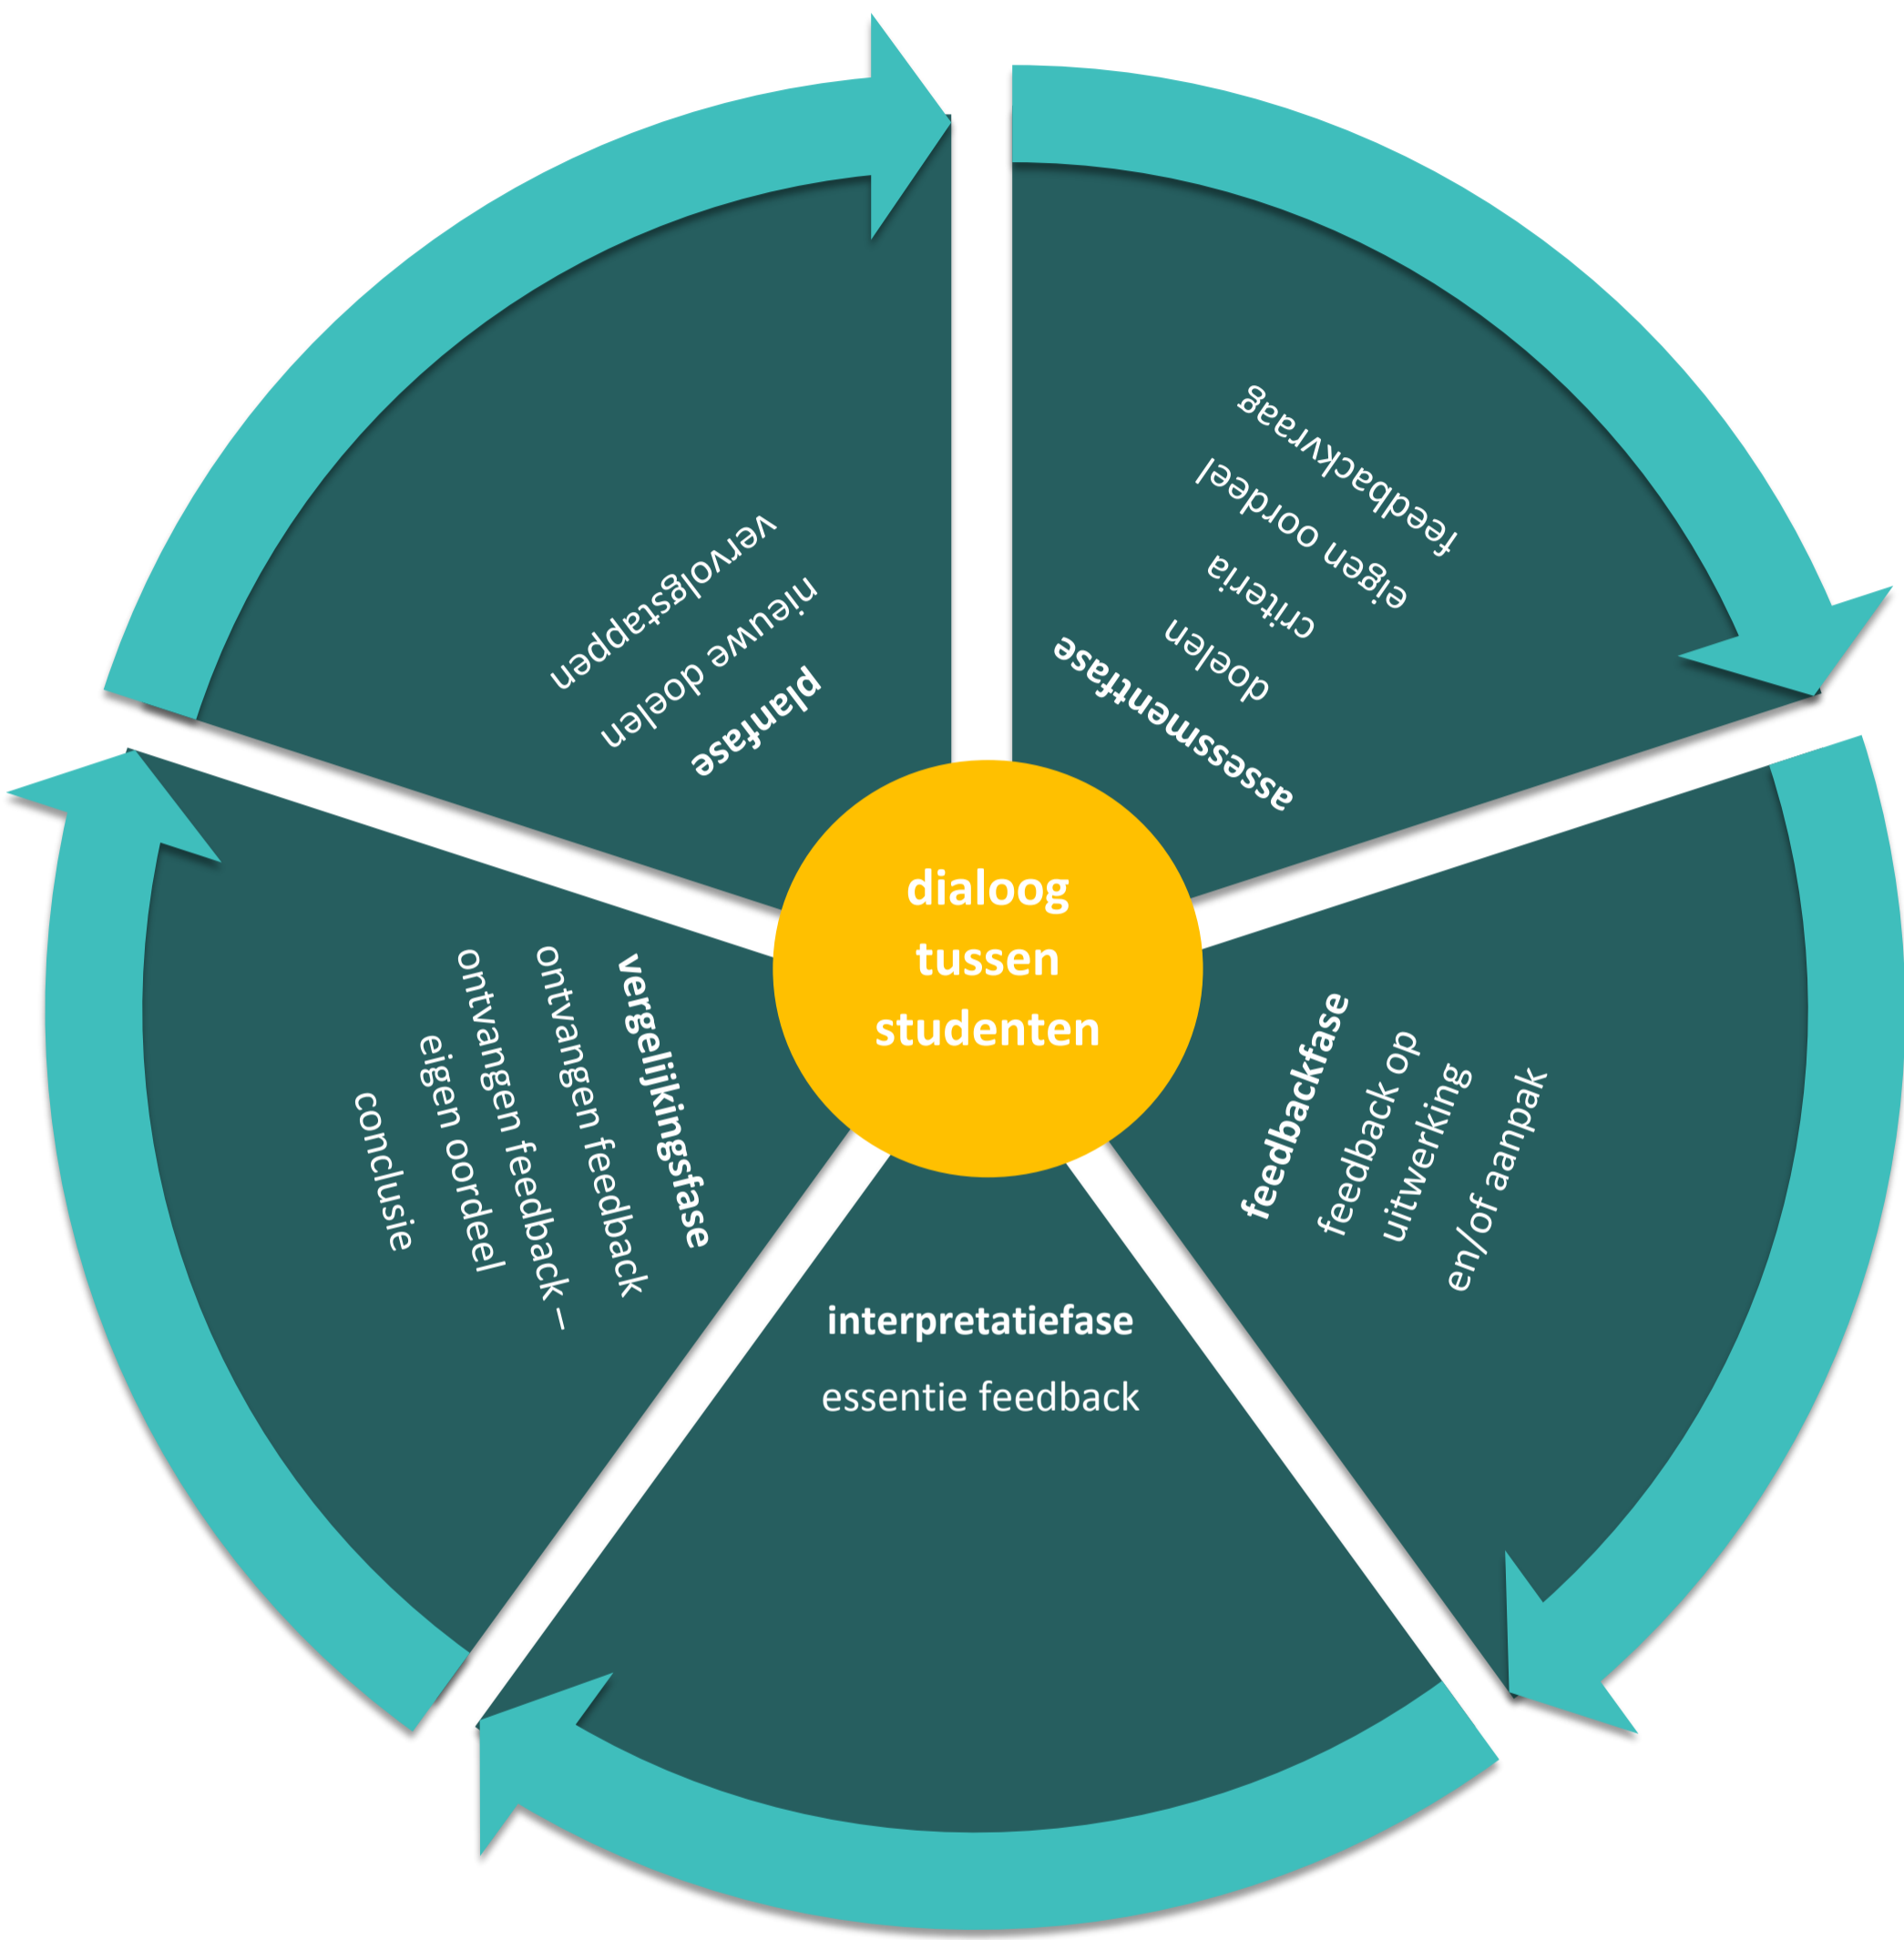 dialoog
tussen
studenten
assessmentfase
doelen
criteria
eigen oordeel
feedbackvraag
feedbackfase
feedback op
uitwerking
en/of aanpak
interpretatiefase
essentie feedback
vergelijkingsfase
ontvangen feedback
ontvangen feedback –
eigen oordeel
conclusie
planfase
nieuwe doelen
vervolgstappen